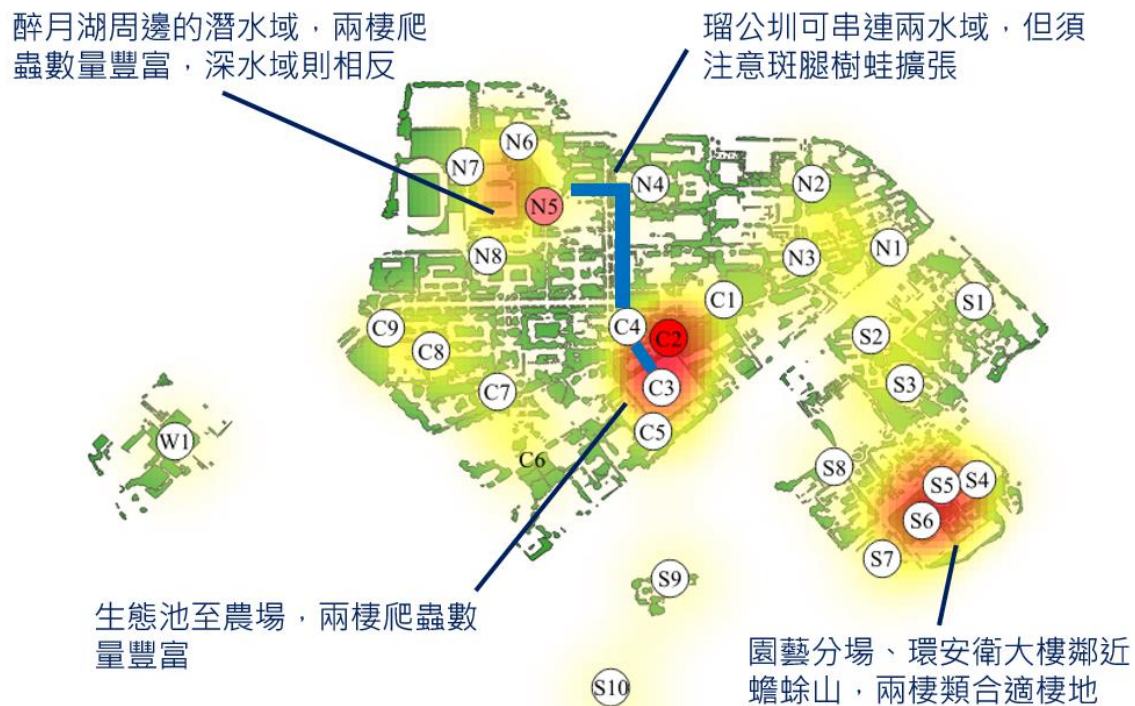 醉月湖周邊的潛水域，兩棲爬
蟲數量豐富，深水域則相反
瑠公圳可串連兩水域，但須
注意斑腿樹蛙擴張
N6
N7
N4
N2
N5
N8
N3
N1
C1
S1
C9
C4
C2
S2
C8
C3
S3
C7
W1
C5
C6
S8
S5
S4
S6
S7
S9
生態池至農場，兩棲爬蟲數
量豐富
園藝分場、環安衛大樓鄰近
蟾蜍山，兩棲類合適棲地
S10